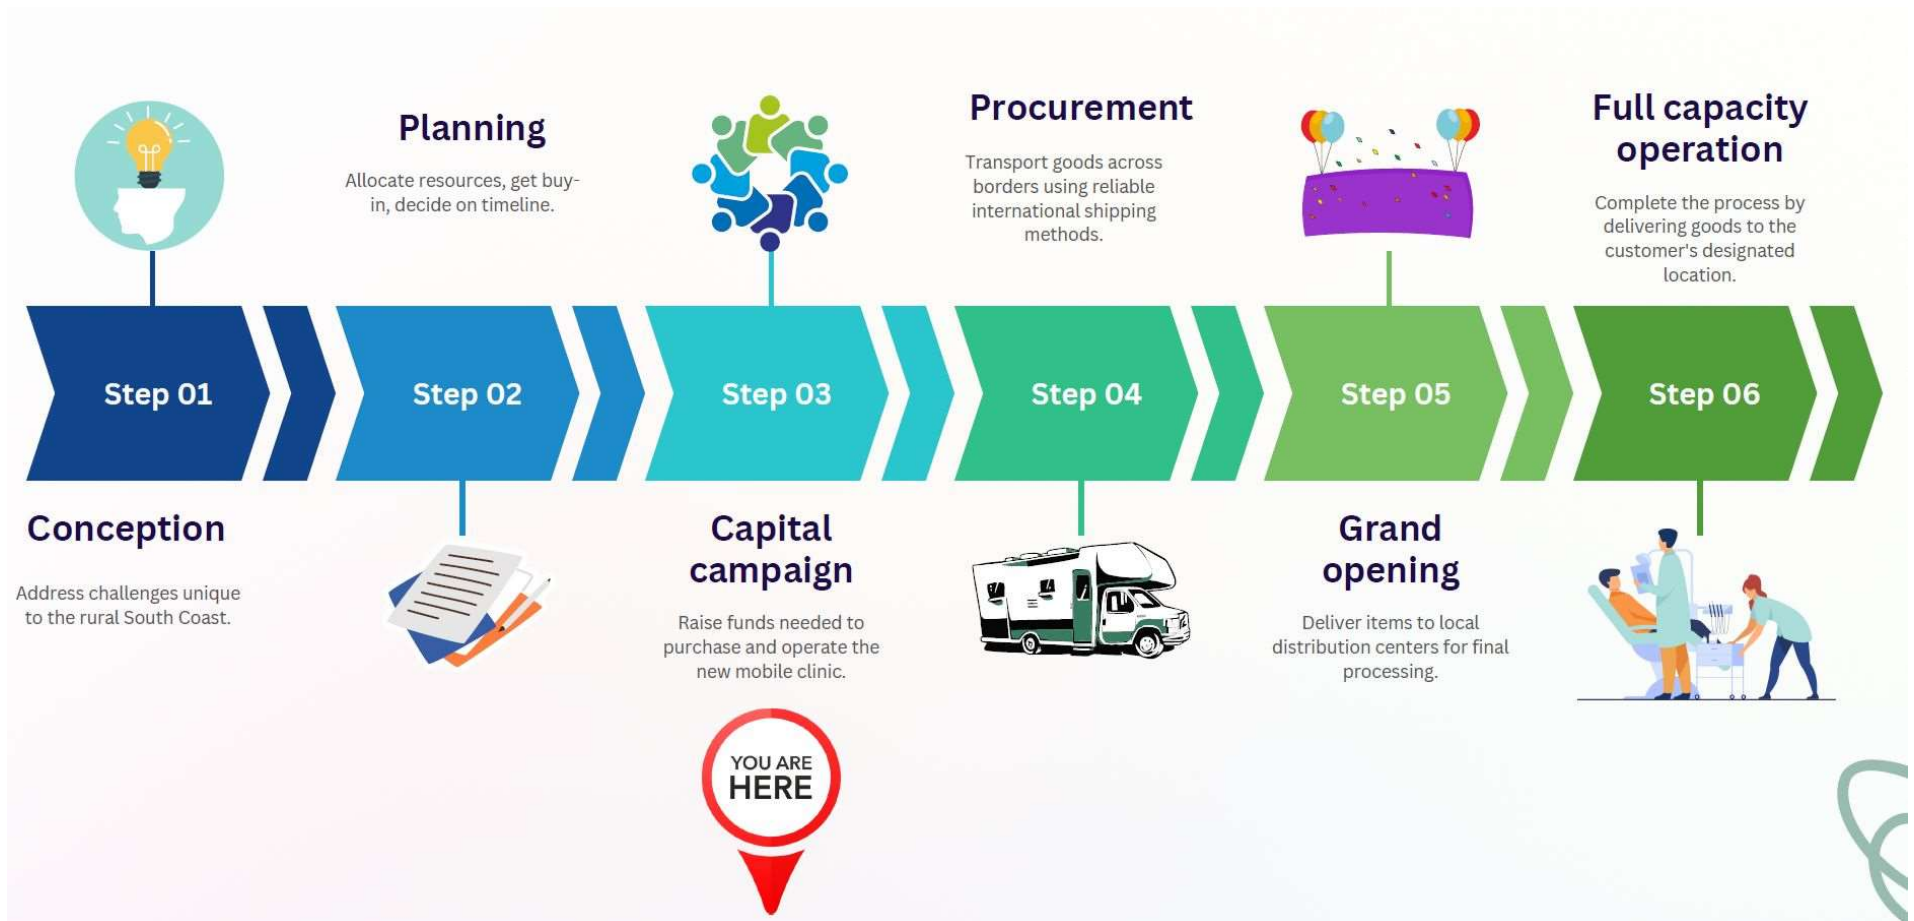 Step 01
Conception
Address challenges unique
to the rural South Coast.
Planning
Allocate resources, get buy-
in, decide on timeline.
Step 02
Step 03
Capital
campaign
Raise funds needed to
purchase and operate the
new mobile clinic.
YOU ARE
HERE
Procurement
Transport goods across
borders using reliable
international shipping
methods.
Step 04
Step 05
Grand
opening
Deliver items to local
distribution centers for final
processing.
Full capacity
operation
Complete the process by
delivering goods to the
customer's designated
location.
Step 06